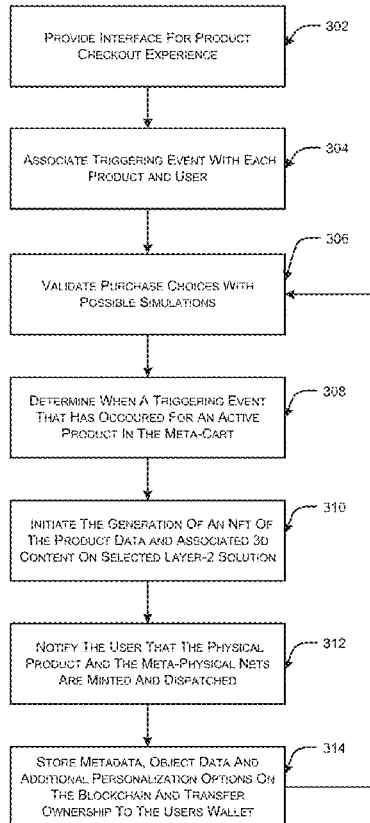 PROVIDE INTERFACE FOR PRODUCT
CHECKOUT EXPERIENCE
302
ASSOCIATE TRIGGERING EVENT WITH EACH
PRODUCT AND USER
304
306
VALIDATE PURCHASE CHOICES WITH
POSSIBLE SIMULATIONS
DETERMINE WHEN A TRIGGERING EVENT
THAT HAS OCCOURED FOR AN ACTIVE
PRODUCT IN THE META-CART
308
INITIATE THE GENERATION OF AN NFT OF
THE PRODUCT DATA AND ASSOCIATED 3D
CONTENT ON SELECTED LAYER-2 SOLUTION
310
NOTIFY THE USER THAT THE PHYSICAL
PRODUCT AND THE META-PHYSICAL NFTS
ARE MINTED AND DISPATCHED
312
314
STORE METADATA, OBJECT DATA AND
ADDITIONAL PERSONALIZATION OPTIONS ON
THE BLOCKCHAIN AND TRANSFER
OWNERSHIP TO THE USERS WALLET